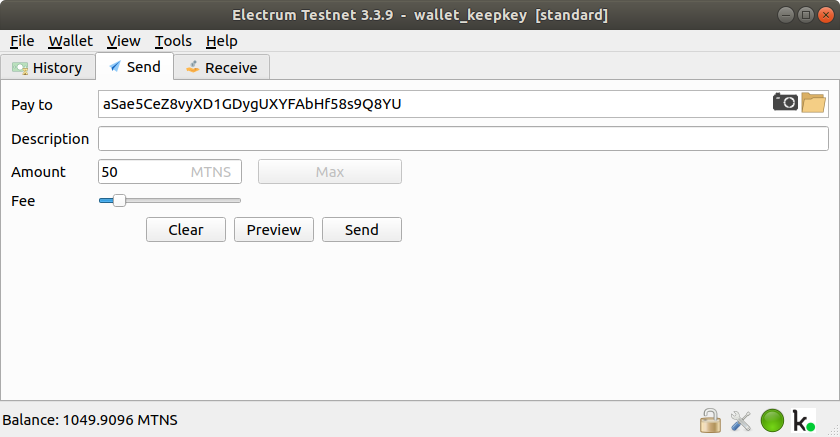 Electrum Testnet 3.3.9 - wallet_keepkey [standard]
File Wallet View Tools Help
History Send Receive
Pay to aSae5CeZ8vyXD1GDygUXYFAbHf58s9Q8YU
Description
Amount 50 MTNS Max
Fee
Clear Preview Send
Balance: 1049.9096 MTNS k